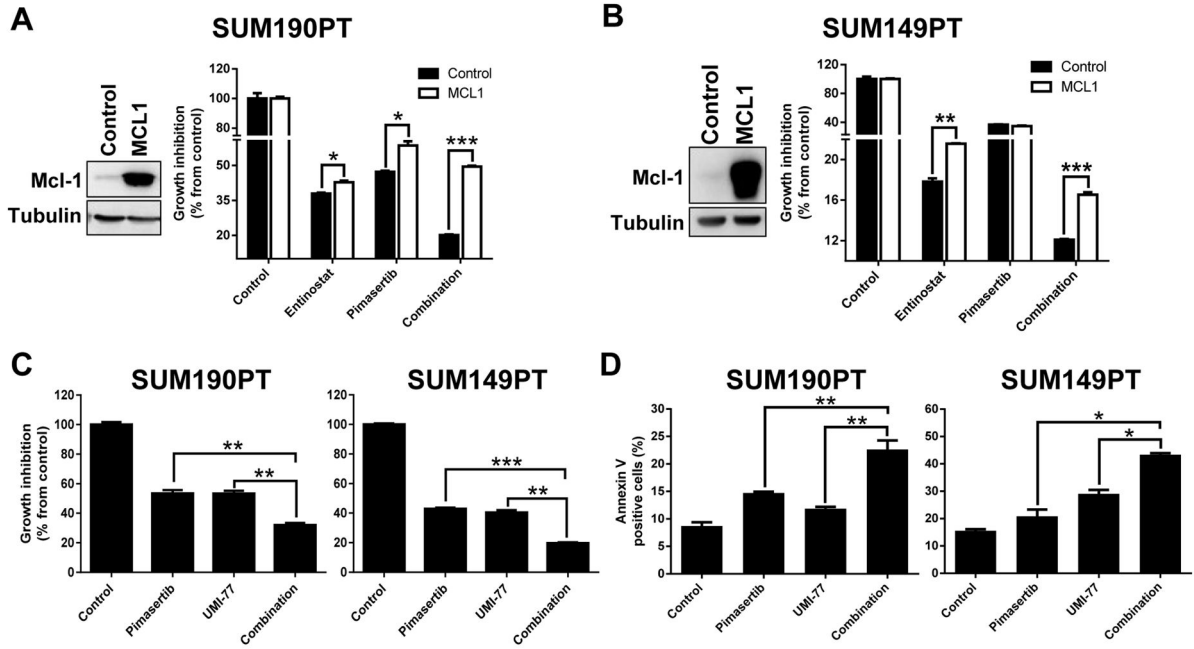 A
SUM190PT
Control
MCL1
Mcl-1
Tubulin
Growth inhibition
(% from control)
120
100
80
50
35
20
Control
MCL1
*
*
***
Control
Entinostat
Pimasertib
Combination
B
SUM149PT
Control
MCL1
Mcl-1
Tubulin
Growth inhibition
(% from control)
120
80
40
20
16
12
Control
MCL1
**
***
Control
Entinostat
Pimasertib
Combination
C
SUM190PT
Growth inhibition
(% from control)
120
100
80
60
40
20
0
**
**
Control
Pimasertib
UMI-77
Combination
SUM149PT
120
100
80
60
40
20
0
***
**
Control
Pimasertib
UMI-77
Combination
D
SUM190PT
Annexin V
positive cells (%)
30
25
20
15
10
5
0
**
**
Control
Pimasertib
UMI-77
Combination
SUM149PT
60
50
40
30
20
10
0
*
*
Control
Pimasertib
UMI-77
Combination